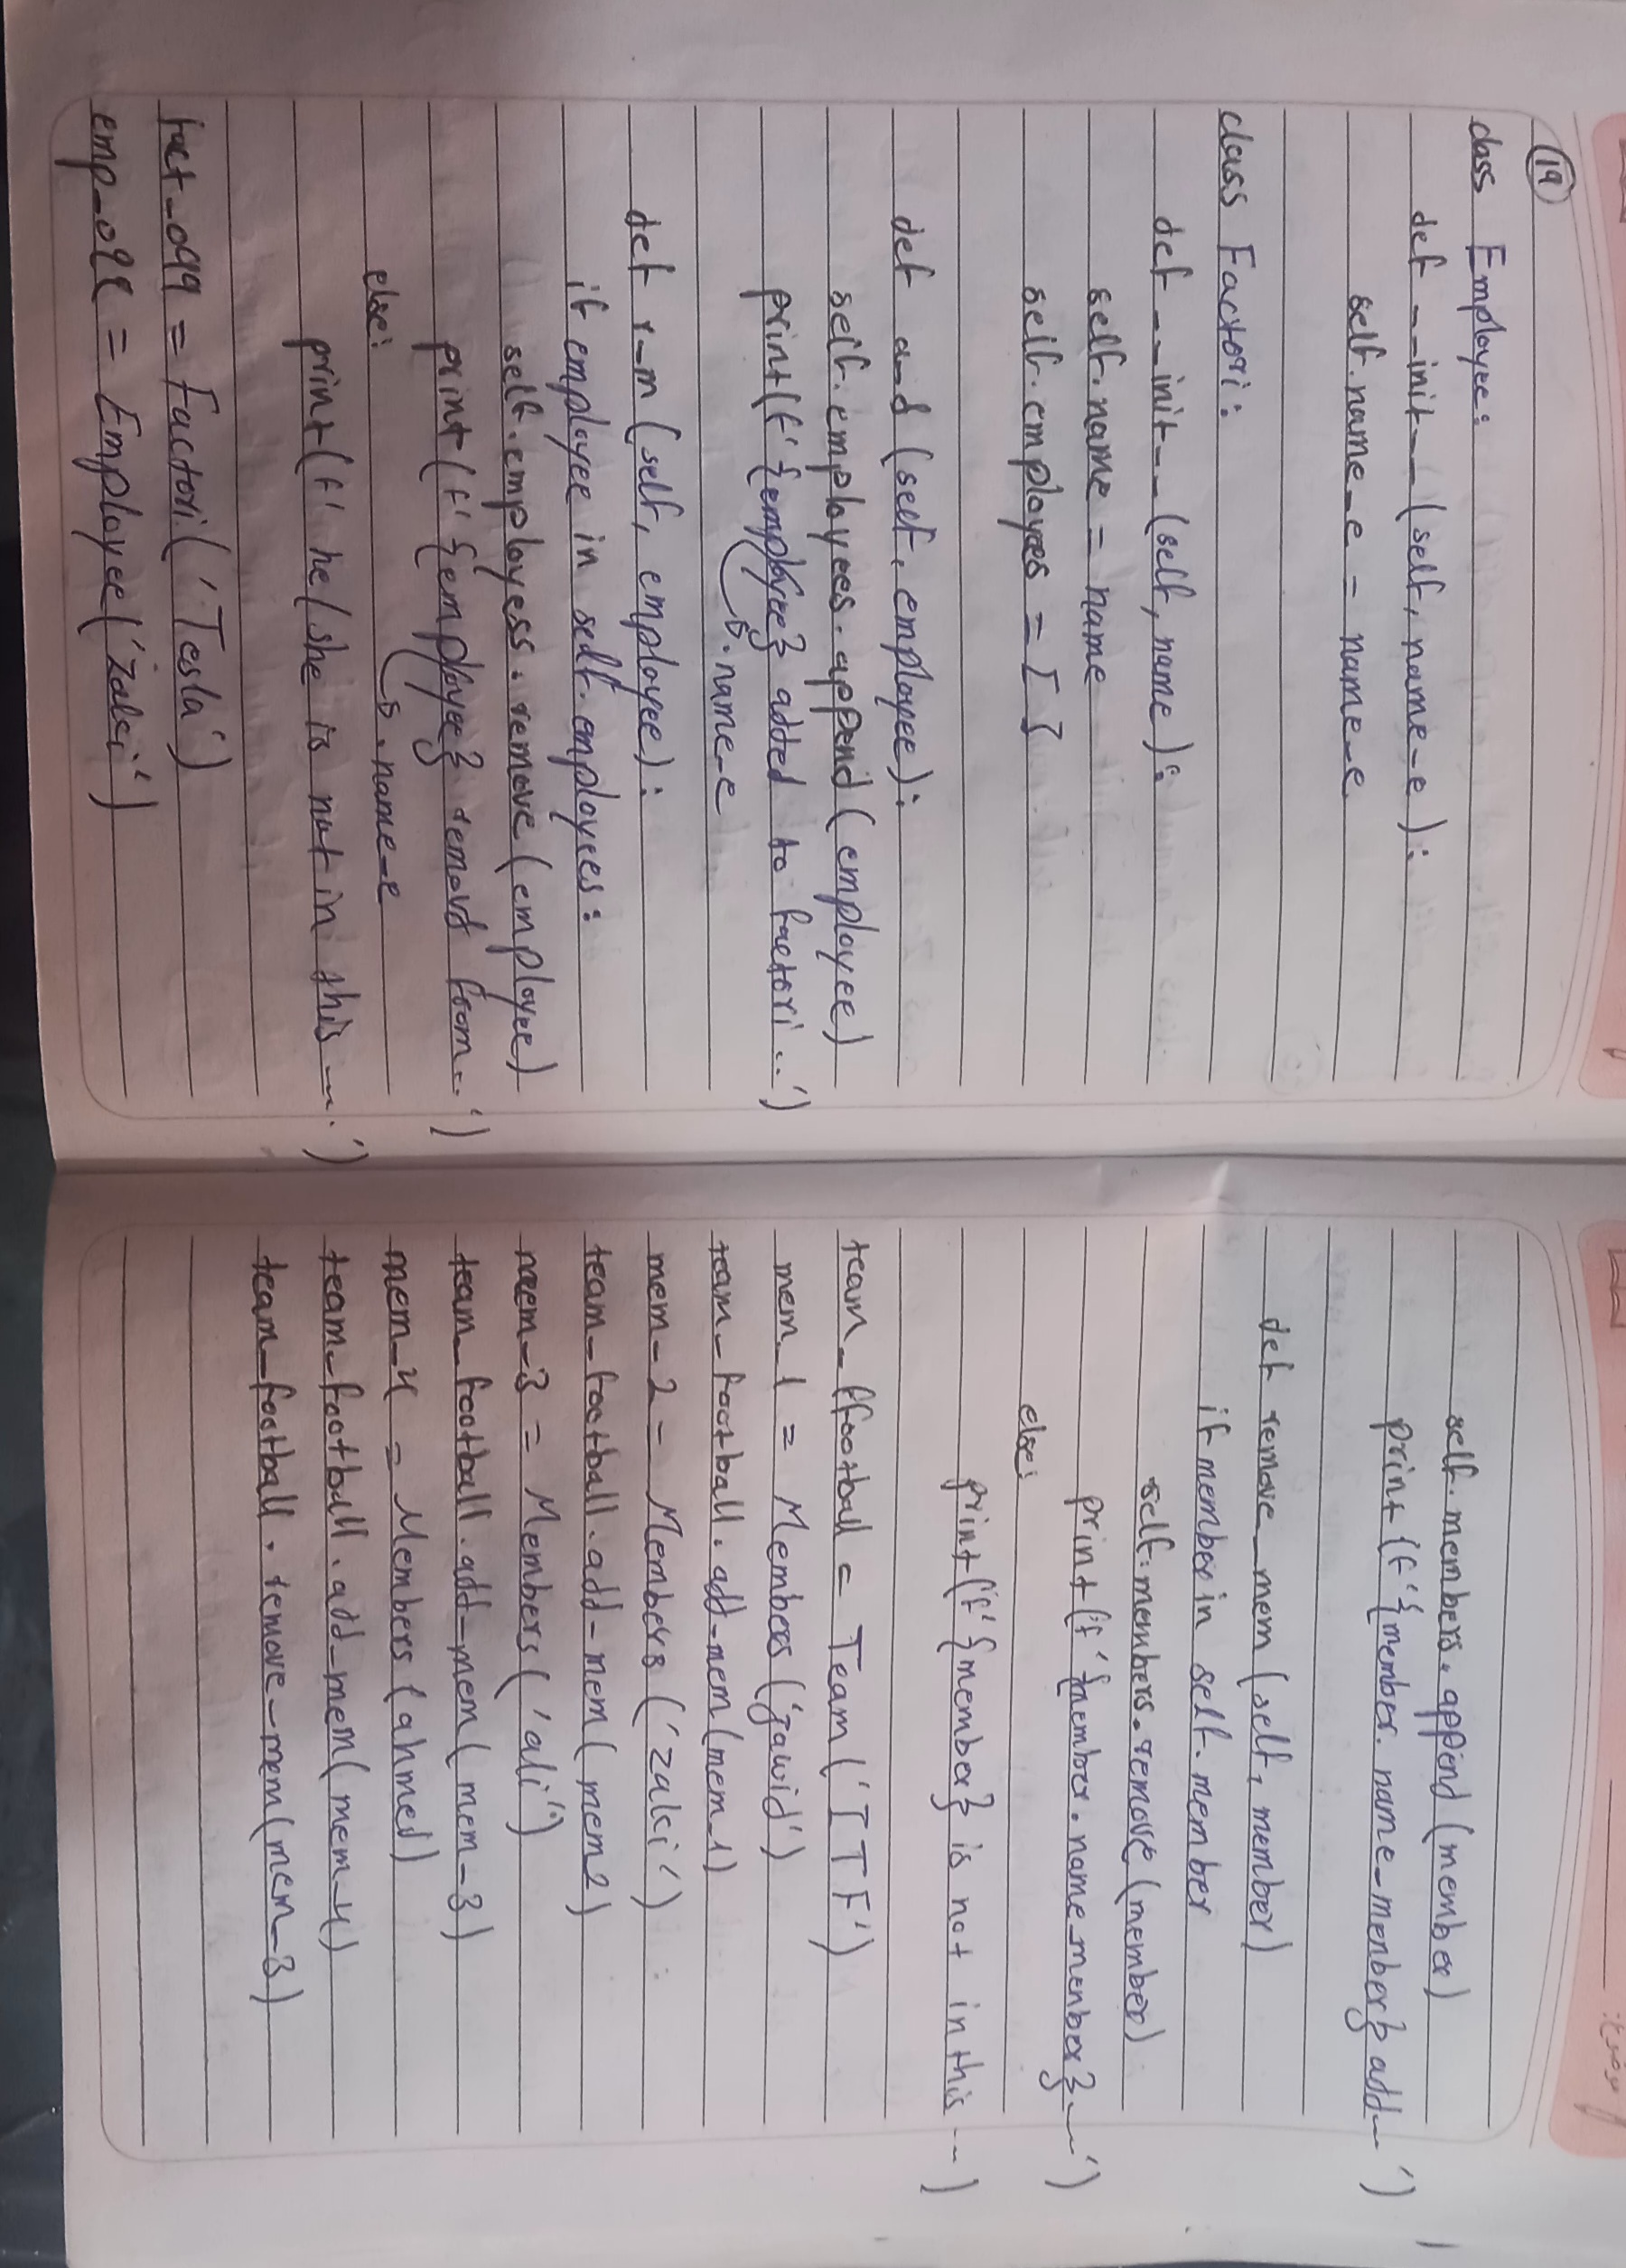 19
class Employee:
def __init__(self, name_e):
self.name_e = name_e
class Factori:
def __init__(self, name):
self.name = name
self.employees = []
def a_d(self, employee):
self.employees.append(employee)
print(f'{employee} added to factori..')
.name_e
def r_m(self, employee):
if employee in self.employees:
self.employess.remove(employee)
print(f'{employee} remove from..')
.name_e
else:
print(f' he/she is not in this ~.')
fact_099 = Factori('Tesla')
emp_099 = Employee('zaki')
self.members.append(member)
print(f'{member.name_member} add~')
def remove_mem(self, member)
if member in self.member
self.members.remove(member)
print(f'{member.name_member}~')
else:
print(f'{member} is not in this --)
team_ffootball = Team('ITF')
mem_1 = Members('jawid')
team_football.add_mem(mem_1)
mem_2 = Members('zaki')
team_football.add_mem(mem2)
mem_3 = Members('ali')
team_football.add_mem(mem_3)
mem_4 = Members(ahmed)
team_football.add_mem(mem_4)
team_football.remove_mem(mem_3)
موضوع: